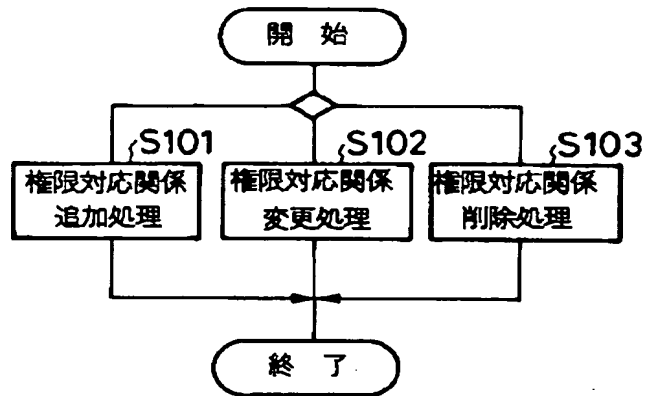 開 始
S101
権限対応関係
追加処理
S102
権限対応関係
変更処理
S103
権限対応関係
削除処理
終 了